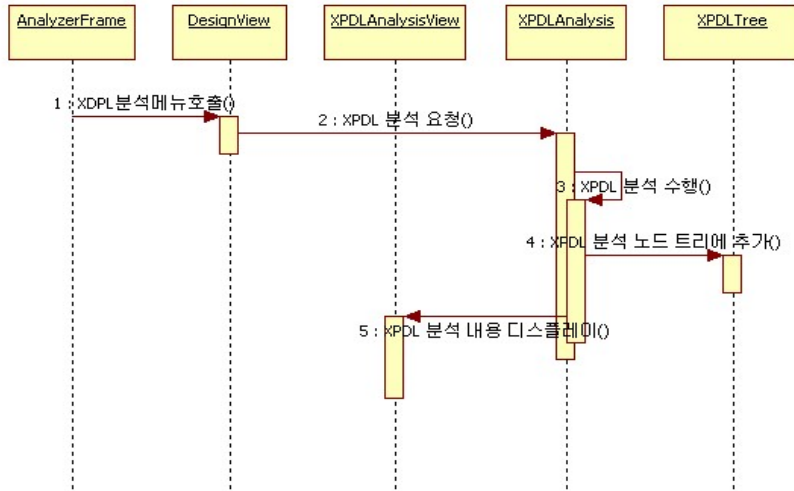 AnalyzerFrame
DesignView
XPDLAnalysisView
XPDLAnalysis
XPDLTree
1 : XDPL분석메뉴호출()
2 : XPDL 분석 요청()
3 : XPDL 분석 수행()
4 : XPDL 분석 노드 트리에 추가()
5 : XPDL 분석 내용 디스플레이()